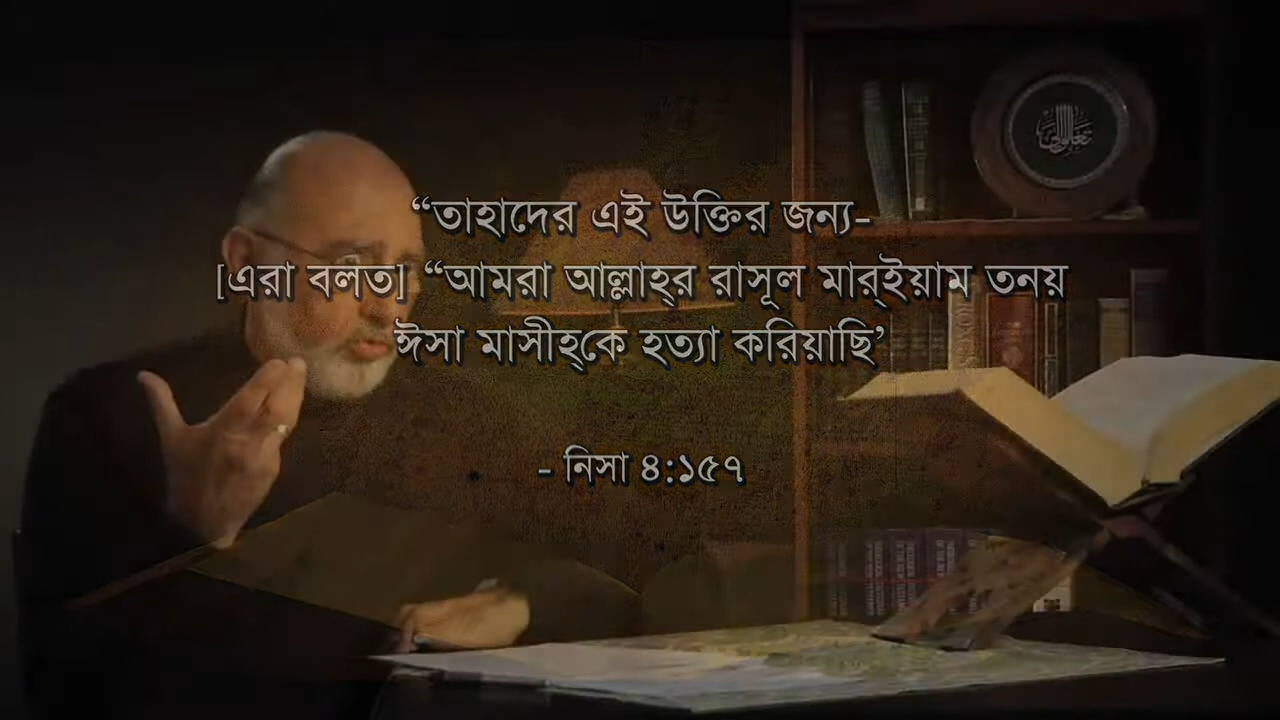 “তাহাদের এই উক্তির জন্য-
[এরা বলত] “আমরা আল্লাহ্‌র রাসূল মার্‌ইয়াম তনয়
ঈসা মাসীহ্‌কে হত্যা করিয়াছি’
- নিসা ৪:১৫৭